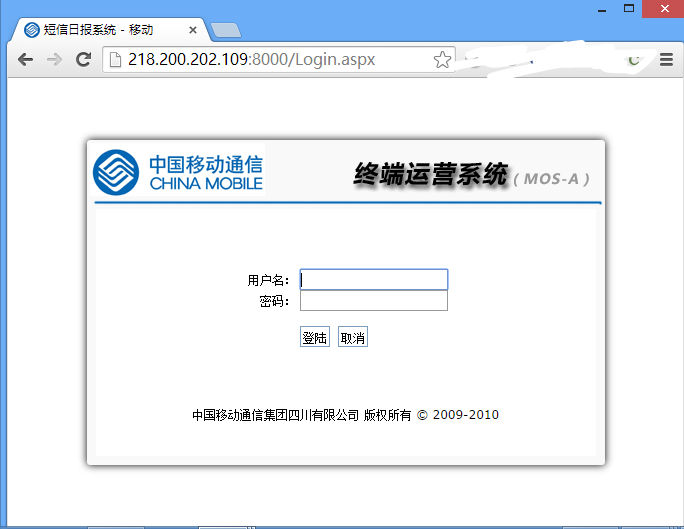 短信日报系统 - 移动
218.200.202.109:8000/Login.aspx
中国移动通信
CHINA MOBILE
终端运营系统 ( MOS-A )
用户名：
密码：
登陆 取消
中国移动通信集团四川有限公司 版权所有 © 2009-2010